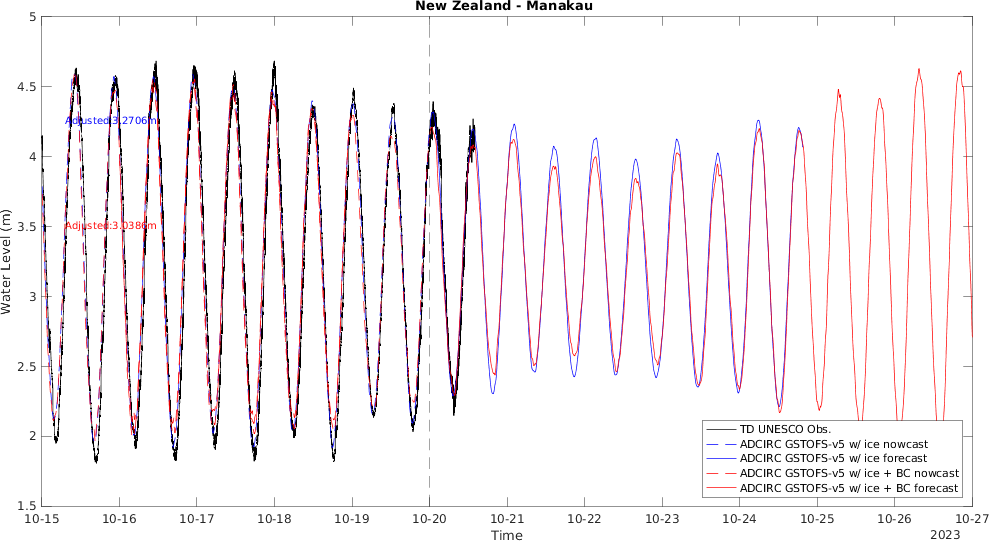 New Zealand - Manakau
5
4.5
4
3.5
3
2.5
2
1.5
Water Level (m)
Adjusted:3.2706m
Adjusted:3.0386m
TD UNESCO Obs.
ADCIRC GSTOFS-v5 w/ ice nowcast
ADCIRC GSTOFS-v5 w/ ice forecast
ADCIRC GSTOFS-v5 w/ ice + BC nowcast
ADCIRC GSTOFS-v5 w/ ice + BC forecast
10-15 10-16 10-17 10-18 10-19 10-20 10-21 10-22 10-23 10-24 10-25 10-26 10-27
Time
2023